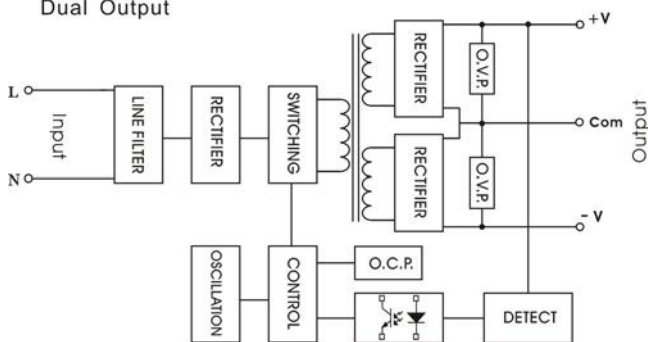 Dual Output
L
N
Input
LINE FILTER
RECTIFIER
SWITCHING
RECTIFIER
RECTIFIER
O.V.P.
O.V.P.
+V
Com
-V
Output
OSCILLATION
CONTROL
O.C.P.
DETECT